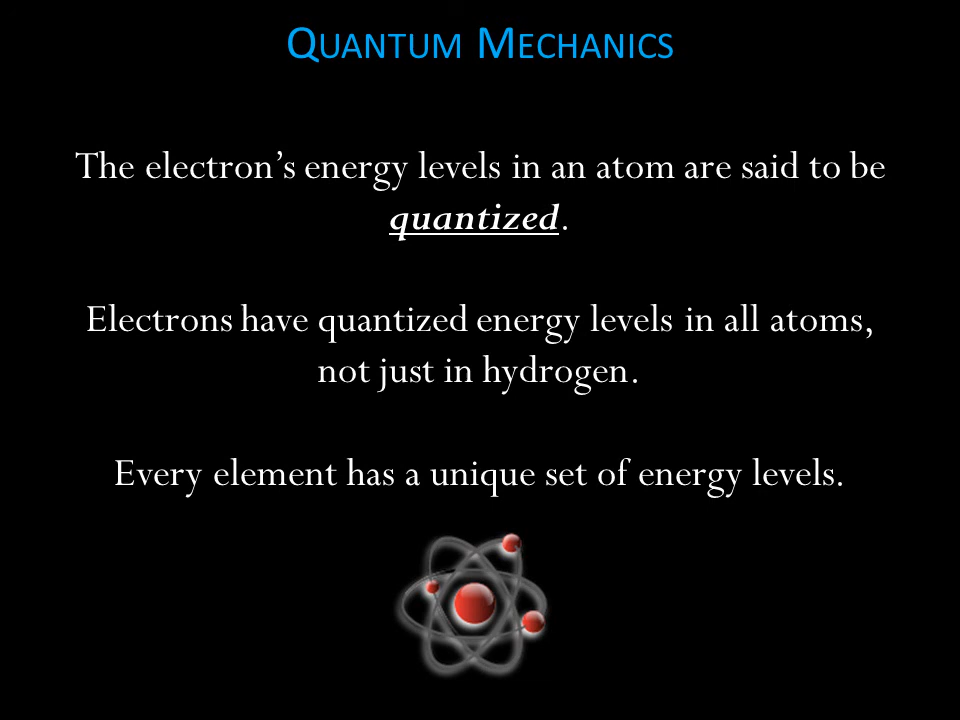 QUANTUM MECHANICS
The electron’s energy levels in an atom are said to be
quantized.
Electrons have quantized energy levels in all atoms,
not just in hydrogen.
Every element has a unique set of energy levels.